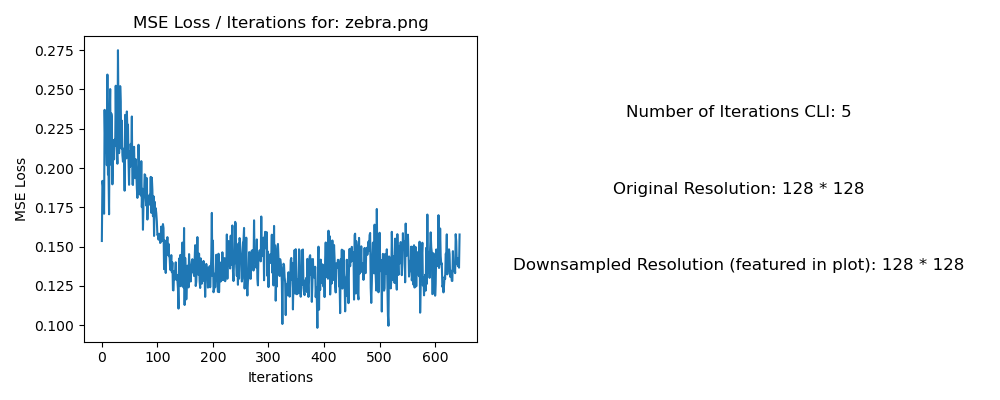 MSE Loss / Iterations for: zebra.png
0.275
0.250
0.225
0.200
0.175
0.150
0.125
0.100
MSE Loss
0 100 200 300 400 500 600
Iterations
Number of Iterations CLI: 5
Original Resolution: 128 * 128
Downsampled Resolution (featured in plot): 128 * 128